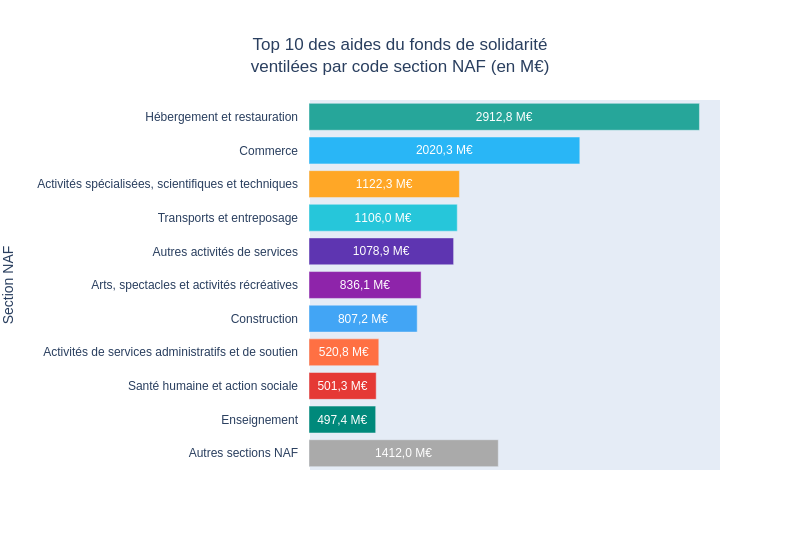 Top 10 des aides du fonds de solidarité
ventilées par code section NAF (en M€)
Section NAF
Hébergement et restauration 2912,8 M€
Commerce 2020,3 M€
Activités spécialisées, scientifiques et techniques 1122,3 M€
Transports et entreposage 1106,0 M€
Autres activités de services 1078,9 M€
Arts, spectacles et activités récréatives 836,1 M€
Construction 807,2 M€
Activités de services administratifs et de soutien 520,8 M€
Santé humaine et action sociale 501,3 M€
Enseignement 497,4 M€
Autres sections NAF 1412,0 M€